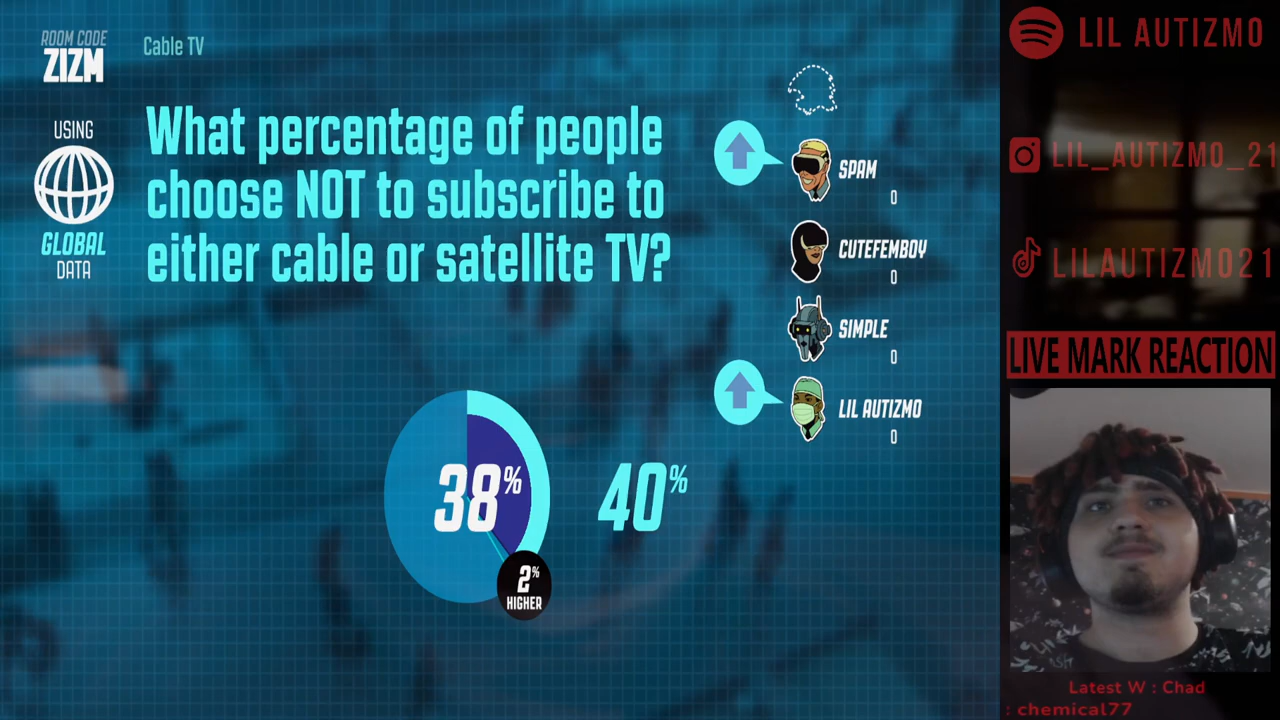 ROOM CODE
ZIZM
Cable TV
USING
GLOBAL
DATA
What percentage of people
choose NOT to subscribe to
either cable or satellite TV?
38%
40%
2%
HIGHER
SPAM
0
CUTEFEMBOY
0
SIMPLE
0
LIL AUTIZMO
0
LIL AUTIZMO
LIL_AUTIZMO_21
LILAUTIZMO21
LIVE MARK REACTION
Latest W : Chad
: chemical77